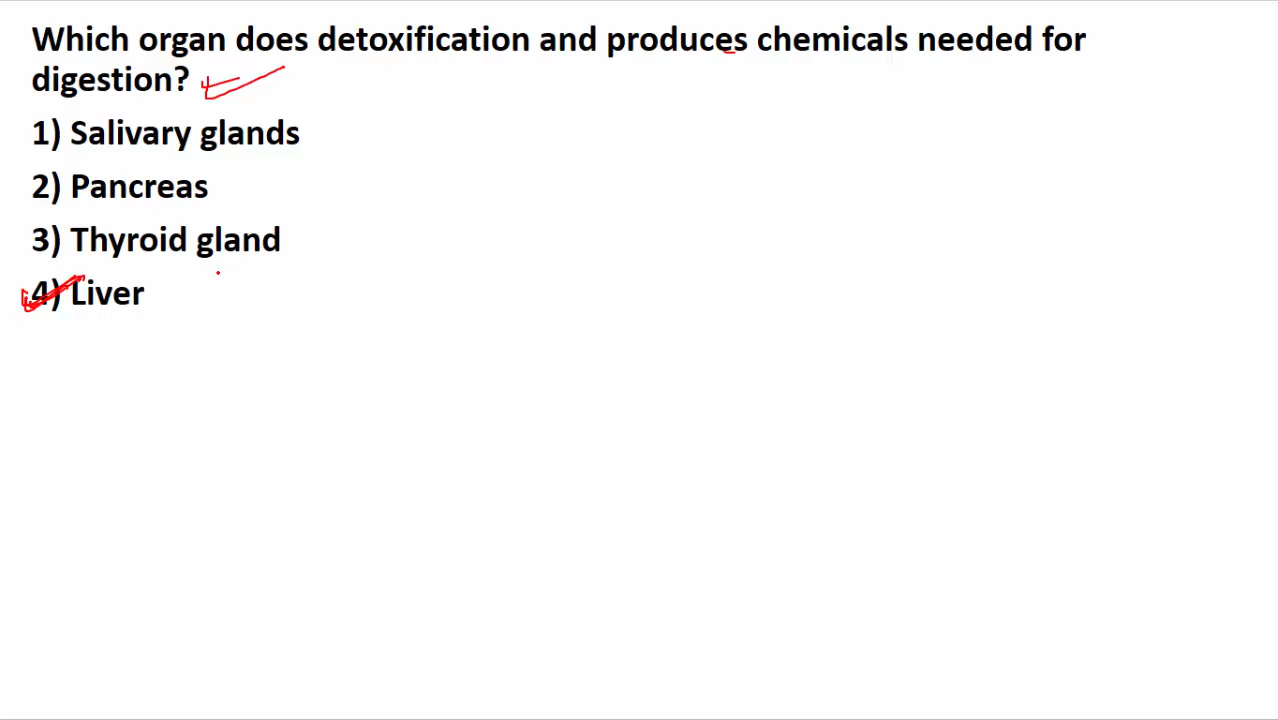 Which organ does detoxification and produces chemicals needed for
digestion?
1) Salivary glands
2) Pancreas
3) Thyroid gland
4) Liver